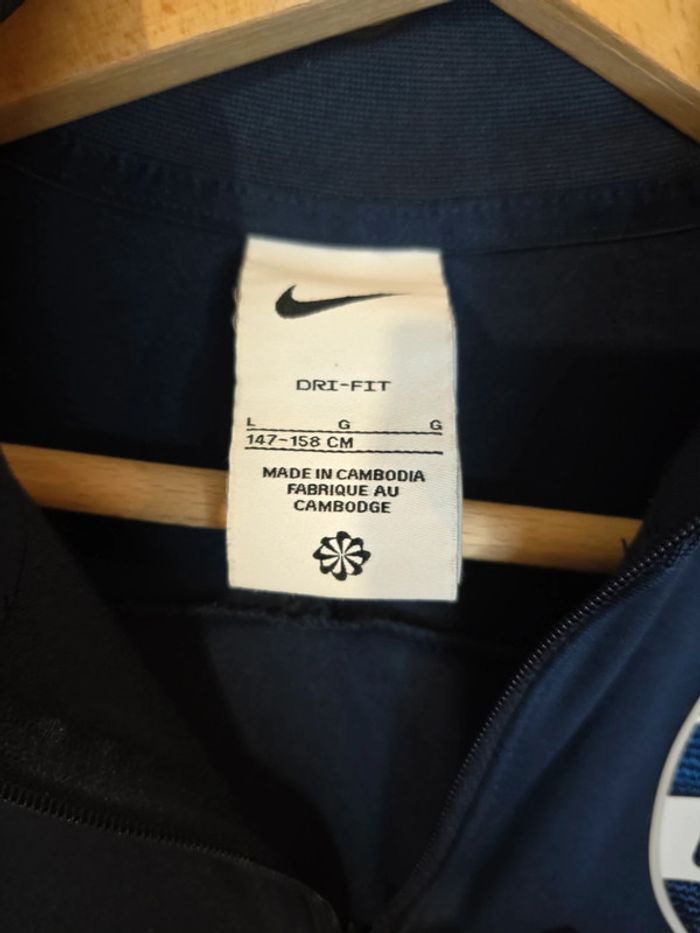 DRI-FIT
L G G
147-158 CM
MADE IN CAMBODIA
FABRIQUE AU
CAMBODGE